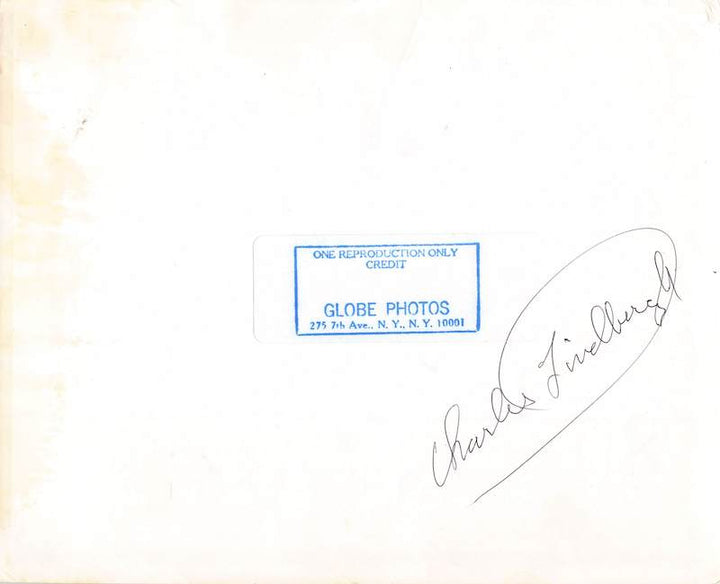 ONE REPRODUCTION ONLY
CREDIT
GLOBE PHOTOS
275 7th Ave., N. Y., N. Y. 10001
Charles Lindbergh